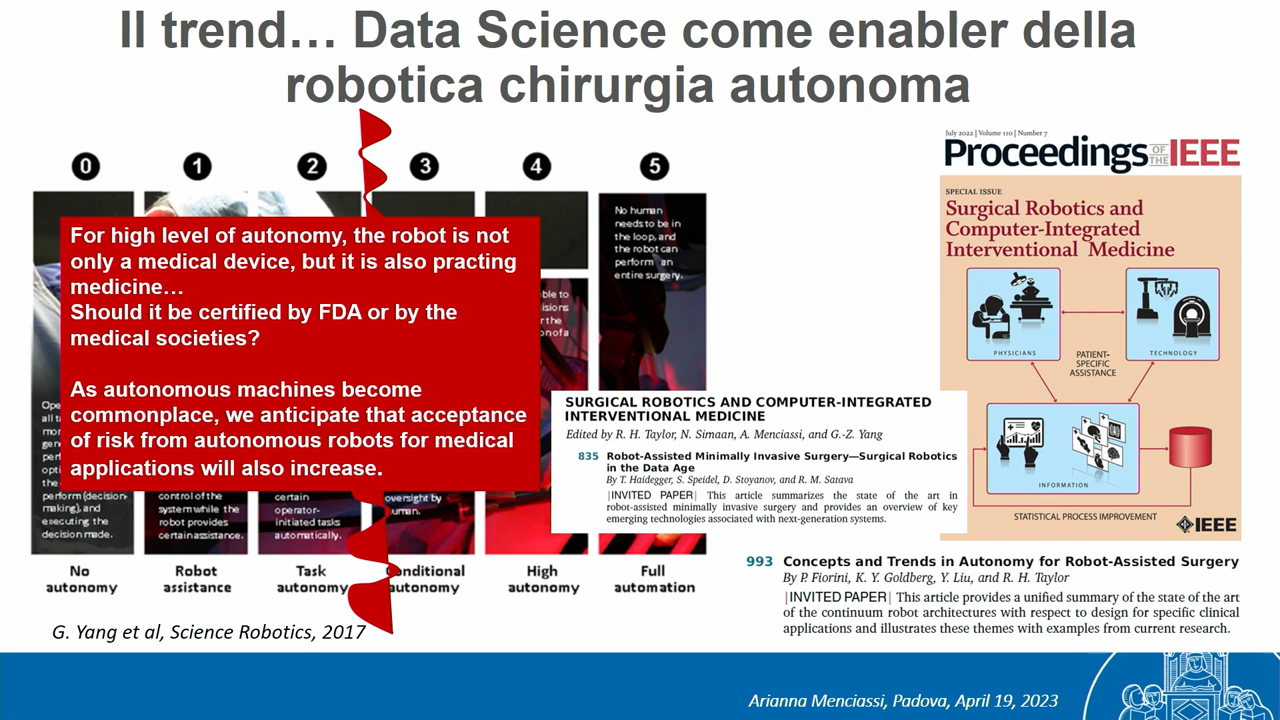 Il trend… Data Science come enabler della
robotica chirurgia autonoma
0 1 2 3 4 5
For high level of autonomy, the robot is not
only a medical device, but it is also practing
medicine…
Should it be certified by FDA or by the
medical societies?
As autonomous machines become
commonplace, we anticipate that acceptance
of risk from autonomous robots for medical
applications will also increase.
perform (decision-
making), and
executing the
decision made.
control of the
system while the
robot provides
certain assistance.
certain
operator-
initiated tasks
automatically.
oversight by
No human
needs to be in
the loop, and
the robot can
perform an
entire surgery.
No
autonomy
Robot
assistance
Task
autonomy
High
autonomy
Full
automation
G. Yang et al, Science Robotics, 2017
July 2022 | Volume 110 | Number 7
Proceedings OF THE IEEE
SPECIAL ISSUE
Surgical Robotics and
Computer-Integrated
Interventional Medicine
PHYSICIANS
TECHNOLOGY
PATIENT-
SPECIFIC
ASSISTANCE
INFORMATION
STATISTICAL PROCESS IMPROVEMENT
IEEE
SURGICAL ROBOTICS AND COMPUTER-INTEGRATED
INTERVENTIONAL MEDICINE
Edited by R. H. Taylor, N. Simaan, A. Menciassi, and G.-Z. Yang
835 Robot-Assisted Minimally Invasive Surgery—Surgical Robotics
in the Data Age
By T. Haidegger, S. Speidel, D. Stoyanov, and R. M. Satava
|INVITED PAPER| This article summarizes the state of the art in
robot-assisted minimally invasive surgery and provides an overview of key
emerging technologies associated with next-generation systems.
993 Concepts and Trends in Autonomy for Robot-Assisted Surgery
By P. Fiorini, K. Y. Goldberg, Y. Liu, and R. H. Taylor
|INVITED PAPER| This article provides a unified summary of the state of the art
of the continuum robot architectures with respect to design for specific clinical
applications and illustrates these themes with examples from current research.
Arianna Menciassi, Padova, April 19, 2023